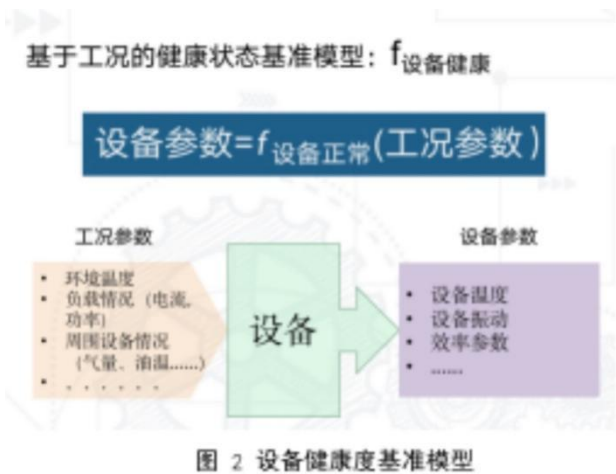 基于工况的健康状态基准模型：f设备健康
设备参数=f设备正常(工况参数)
工况参数
• 环境温度
• 负载情况（电流、
功率）
• 周围设备情况
（气量、油温......）
• . . . . . .
设备
设备参数
• 设备温度
• 设备振动
• 效率参数
• ......
图 2 设备健康度基准模型